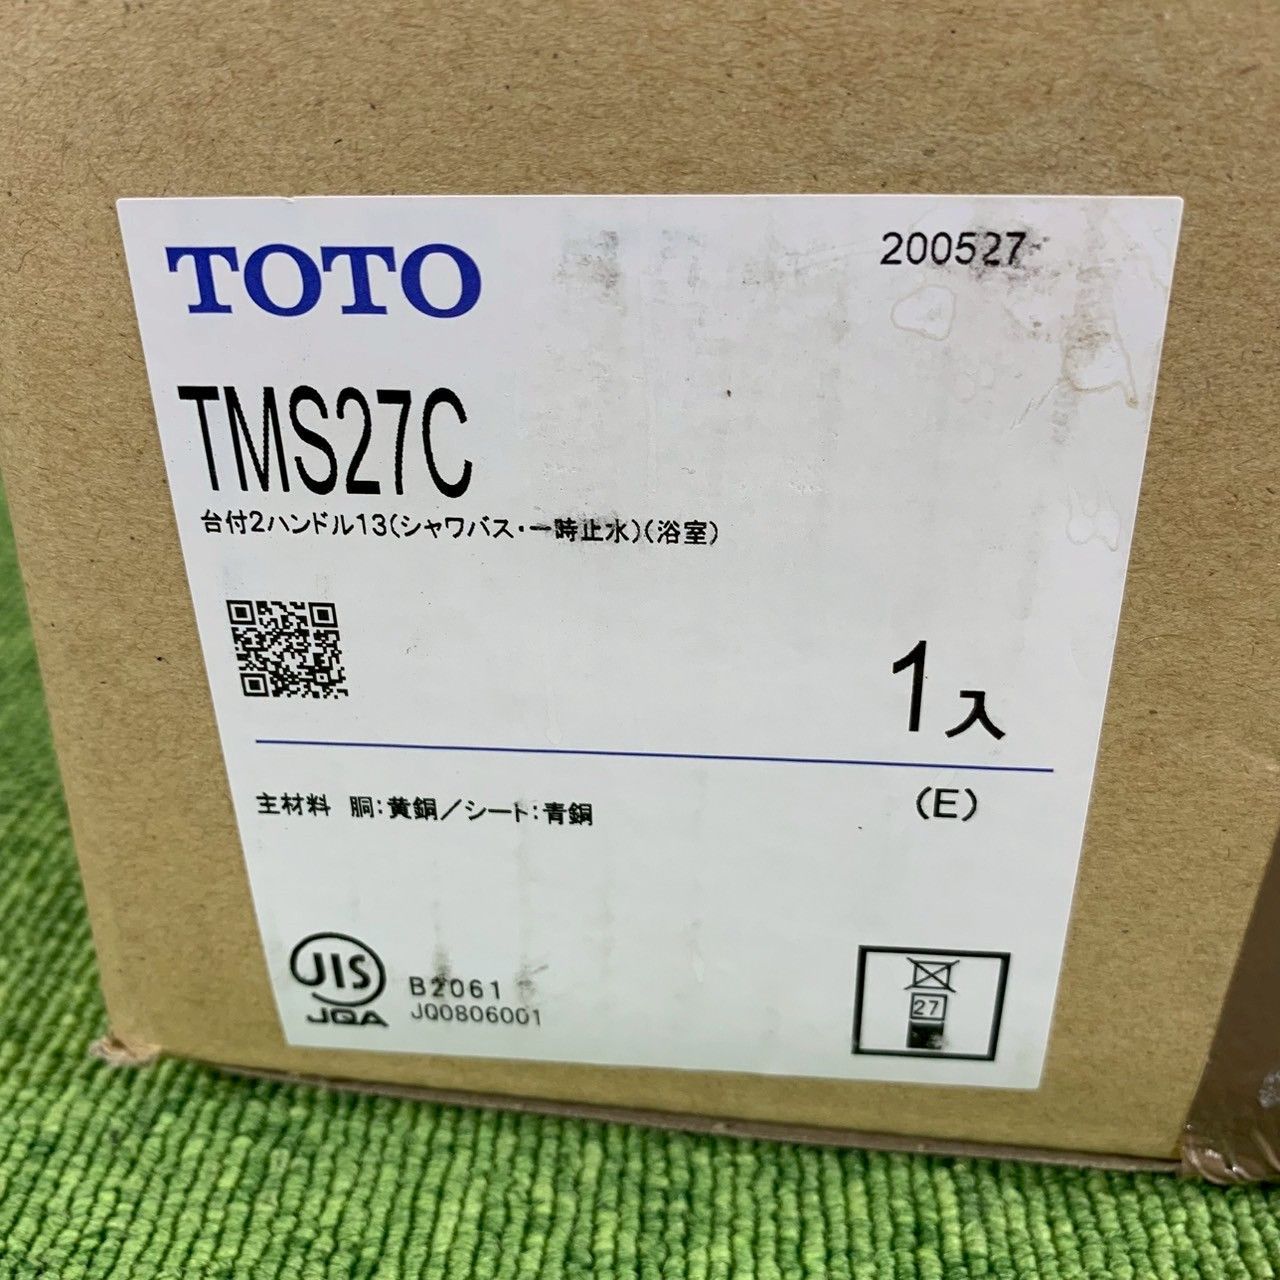 TOTO
200527
TMS27C
台付2ハンドル13(シャワバス・一時止水)(浴室)
1入
主材料 胴:黄銅/シート:青銅
(E)
JIS
JQA
B2061
JQ0806001
27